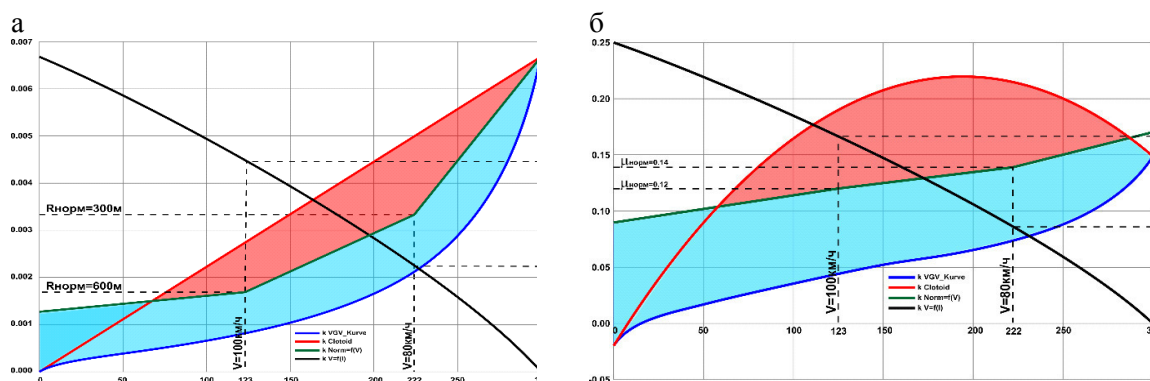 а
0.007
0.006
0.005
0.004
0.003
0.002
0.001
0.000
Rнорм=300м
Rнорм=600м
V=100км/ч
V=80км/ч
k VGV_Kurve
k Clotoid
k Norm=f(V)
k V=f(l)
0
50
100
123
150
200
222
250
б
0.25
0.20
0.15
0.10
0.05
0.00
-0.05
μнорм=0.14
μнорм=0.12
V=100км/ч
V=80км/ч
k VGV_Kurve
k Clotoid
k Norm=f(V)
k V=f(l)
50
100
123
150
200
222
250